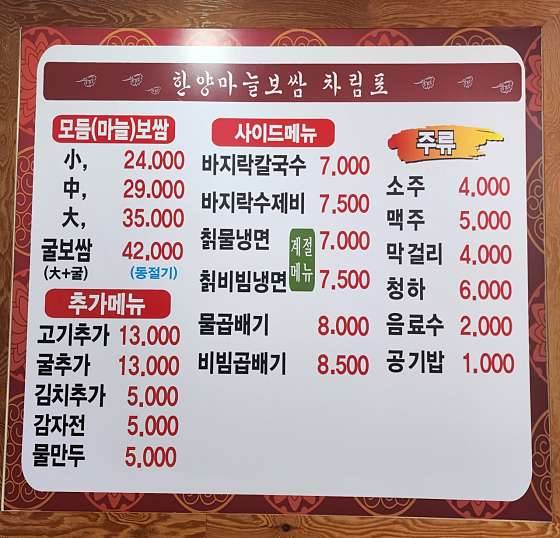 한양마늘보쌈 차림표
모듬(마늘)보쌈
小, 24.000
中, 29.000
大, 35.000
굴보쌈 42.000
(大+굴) (동절기)
추가메뉴
고기추가 13.000
굴추가 13.000
김치추가 5.000
감자전 5.000
물만두 5.000
사이드메뉴
바지락칼국수 7.000
바지락수제비 7.500
칡물냉면 7.000
칡비빔냉면 7.500
계절
메뉴
물곱배기 8.000
비빔곱배기 8.500
주류
소주 4.000
맥주 5.000
막걸리 4.000
청하 6.000
음료수 2.000
공기밥 1.000